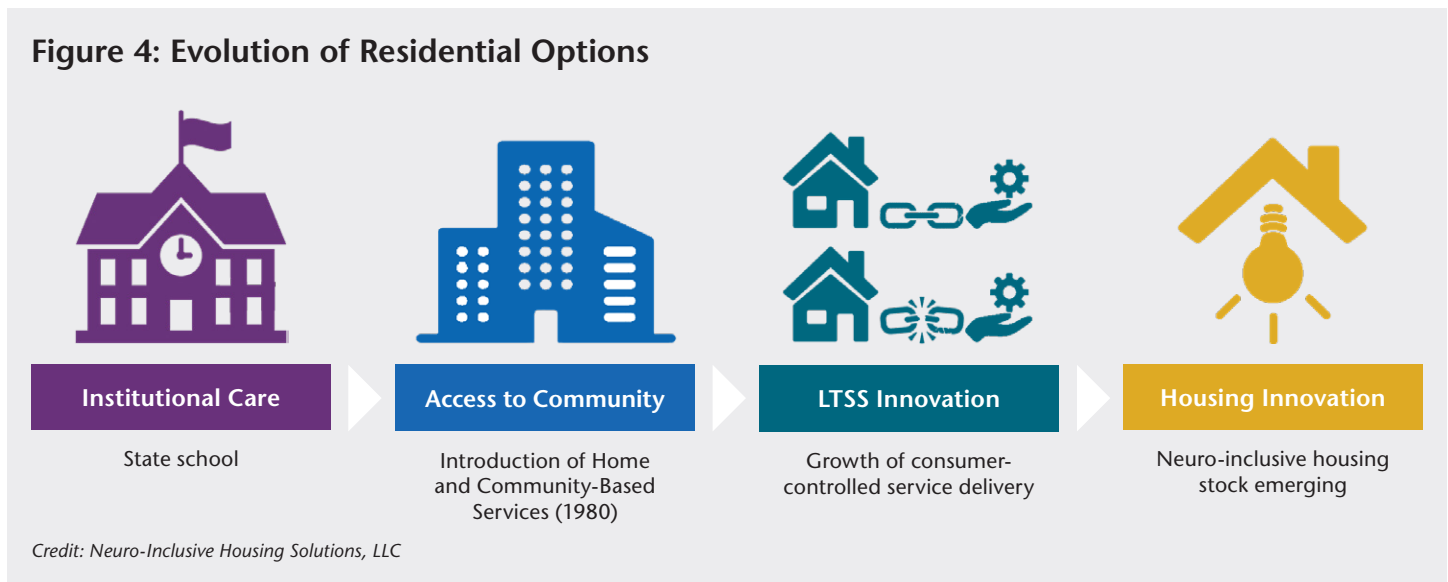 Figure 4: Evolution of Residential Options
Institutional Care
State school
Access to Community
Introduction of Home
and Community-Based
Services (1980)
LTSS Innovation
Growth of consumer-
controlled service delivery
Housing Innovation
Neuro-inclusive housing
stock emerging
Credit: Neuro-Inclusive Housing Solutions, LLC